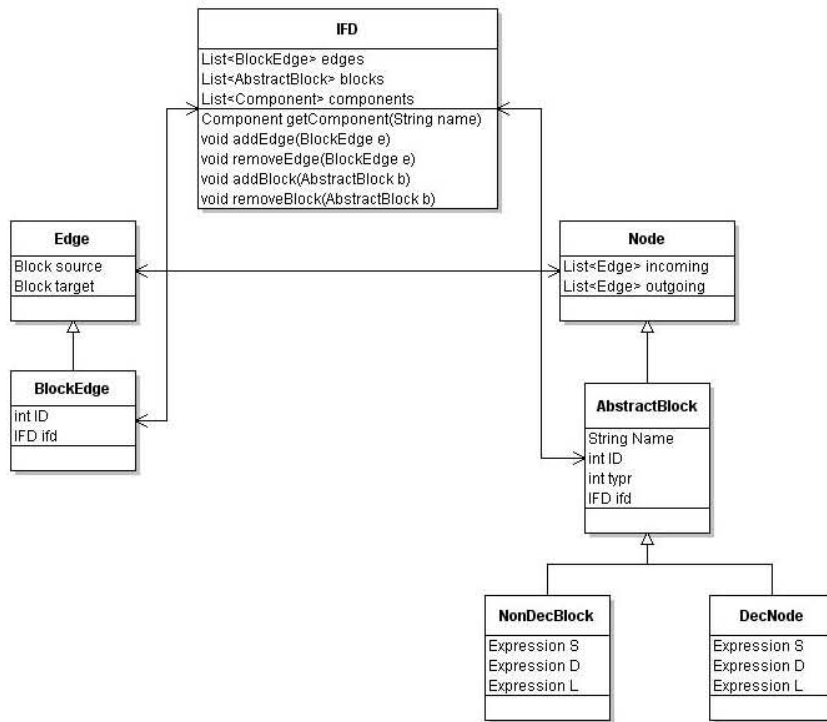 IFD
List<BlockEdge> edges
List<AbstractBlock> blocks
List<Component> components
Component getComponent(String name)
void addEdge(BlockEdge e)
void removeEdge(BlockEdge e)
void addBlock(AbstractBlock b)
void removeBlock(AbstractBlock b)
Edge
Block source
Block target
Node
List<Edge> incoming
List<Edge> outgoing
BlockEdge
int ID
IFD ifd
AbstractBlock
String Name
int ID
int typr
IFD ifd
NonDecBlock
Expression S
Expression D
Expression L
DecNode
Expression S
Expression D
Expression L